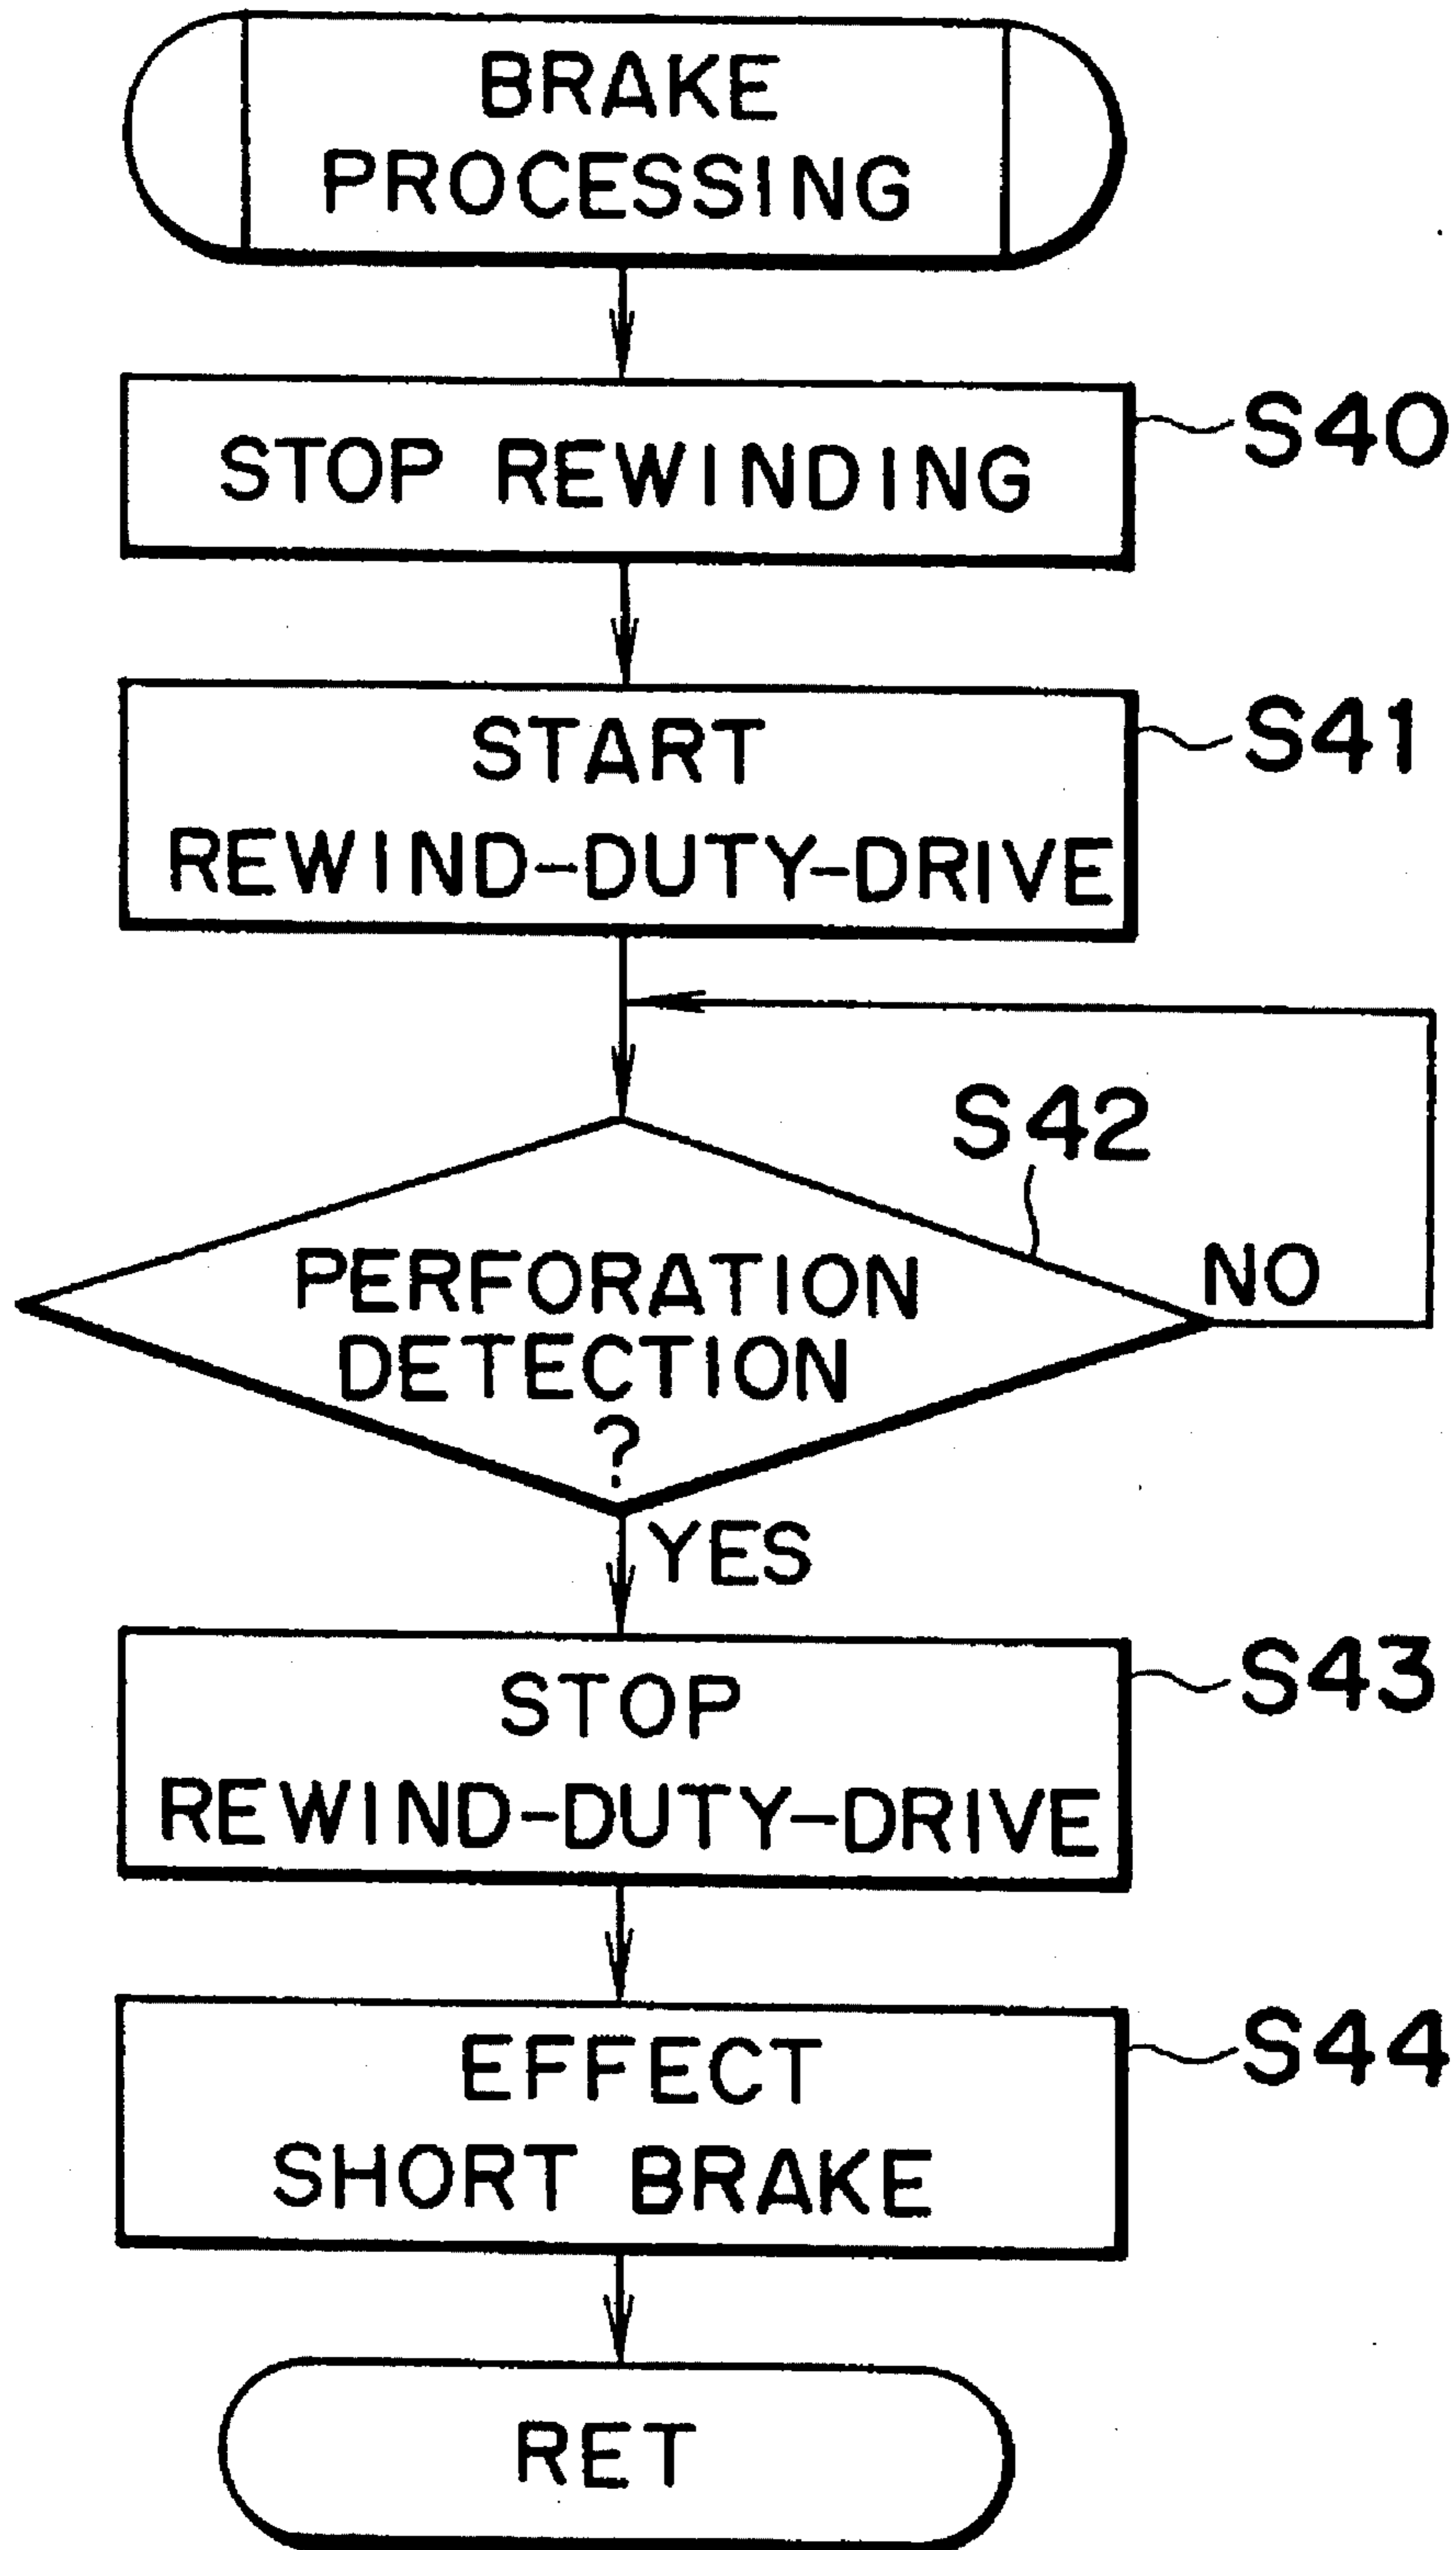 BRAKE
PROCESSING
STOP REWINDING
S40
START
REWIND-DUTY-DRIVE
S41
S42
PERFORATION
DETECTION
?
NO
YES
STOP
REWIND-DUTY-DRIVE
S43
EFFECT
SHORT BRAKE
S44
RET